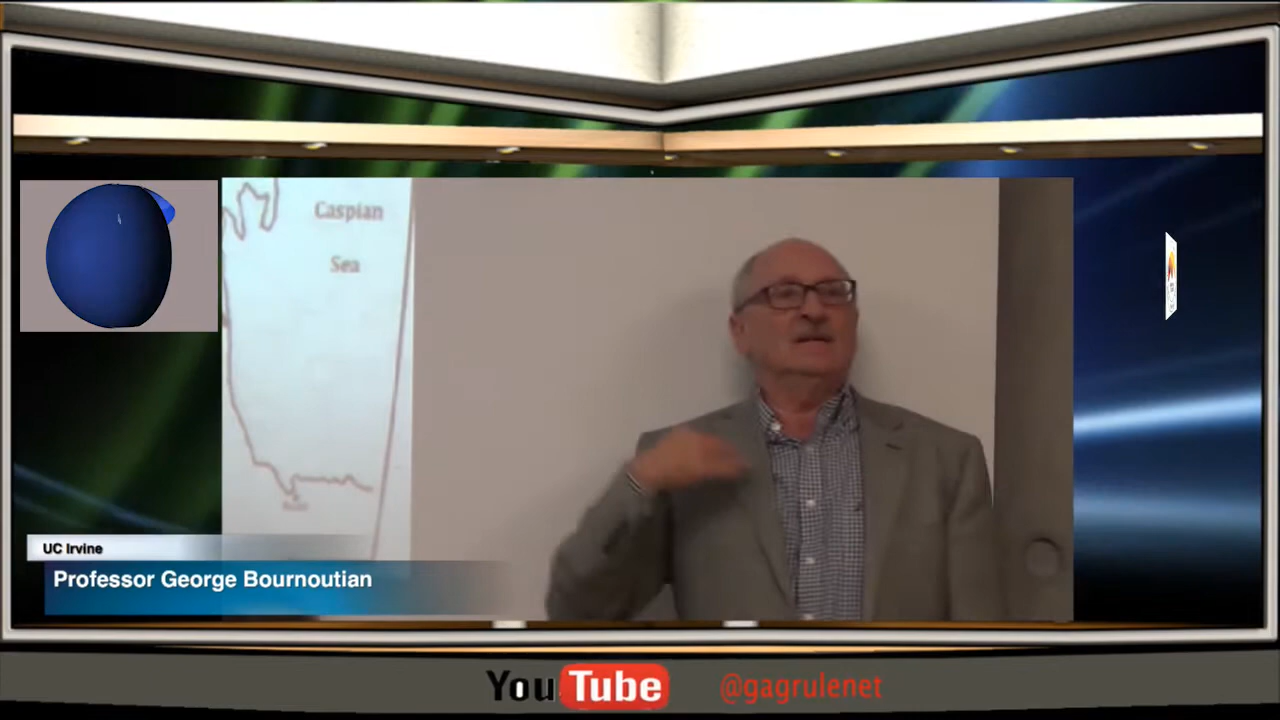 Caspian
Sea
UC Irvine
Professor George Bournoutian
YouTube
@gagrulenet